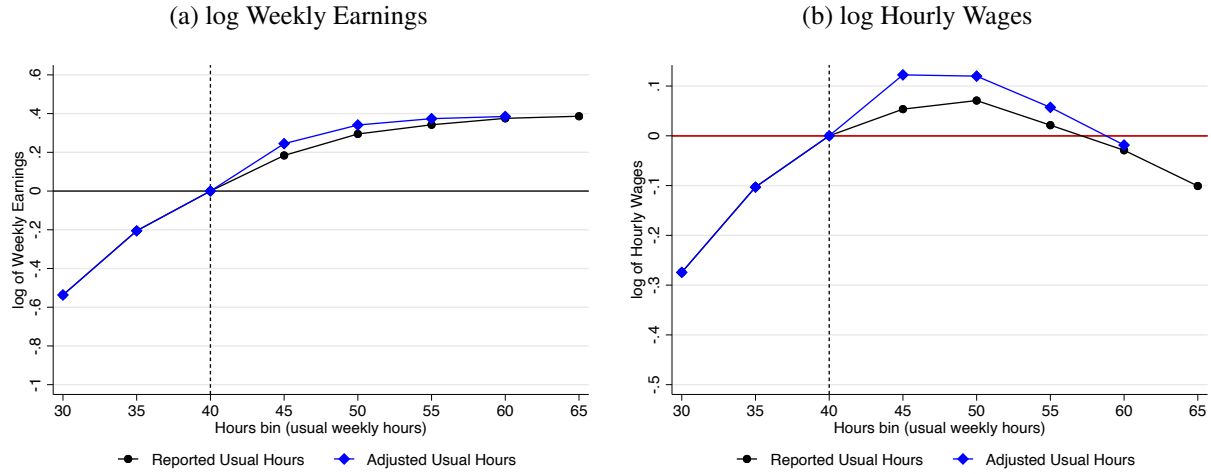 (a) log Weekly Earnings
log of Weekly Earnings
.6
.4
.2
0
-.2
-.4
-.6
-.8
-1
30 35 40 45 50 55 60 65
Hours bin (usual weekly hours)
Reported Usual Hours Adjusted Usual Hours
(b) log Hourly Wages
log of Hourly Wages
.1
0
-.1
-.2
-.3
-.4
-.5
30 35 40 45 50 55 60 65
Hours bin (usual weekly hours)
Reported Usual Hours Adjusted Usual Hours